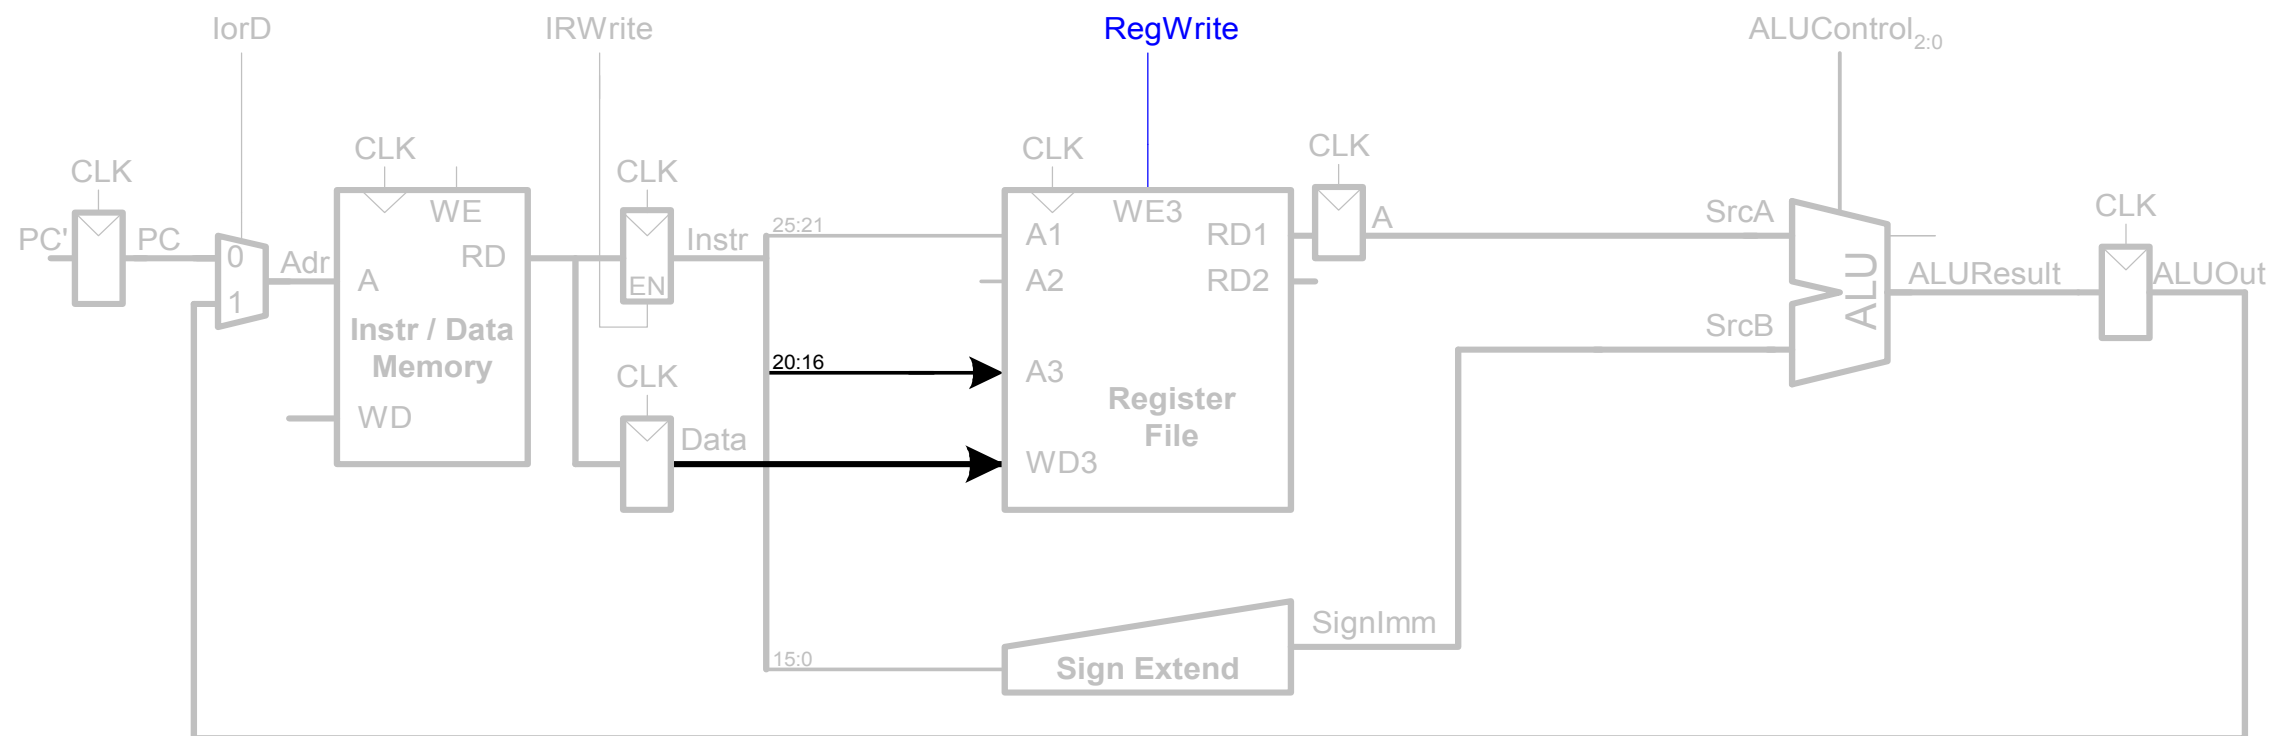 IorD
IRWrite
RegWrite
ALUControl2:0
CLK
CLK
CLK
CLK
CLK
CLK
PC'
PC
0
1
Adr
WE
RD
A
Instr / Data
Memory
WD
EN
Instr
CLK
Data
25:21
20:16
15:0
WE3
A1
RD1
A2
RD2
A3
Register
File
WD3
A
SrcA
SrcB
ALU
ALUResult
ALUOut
SignImm
Sign Extend